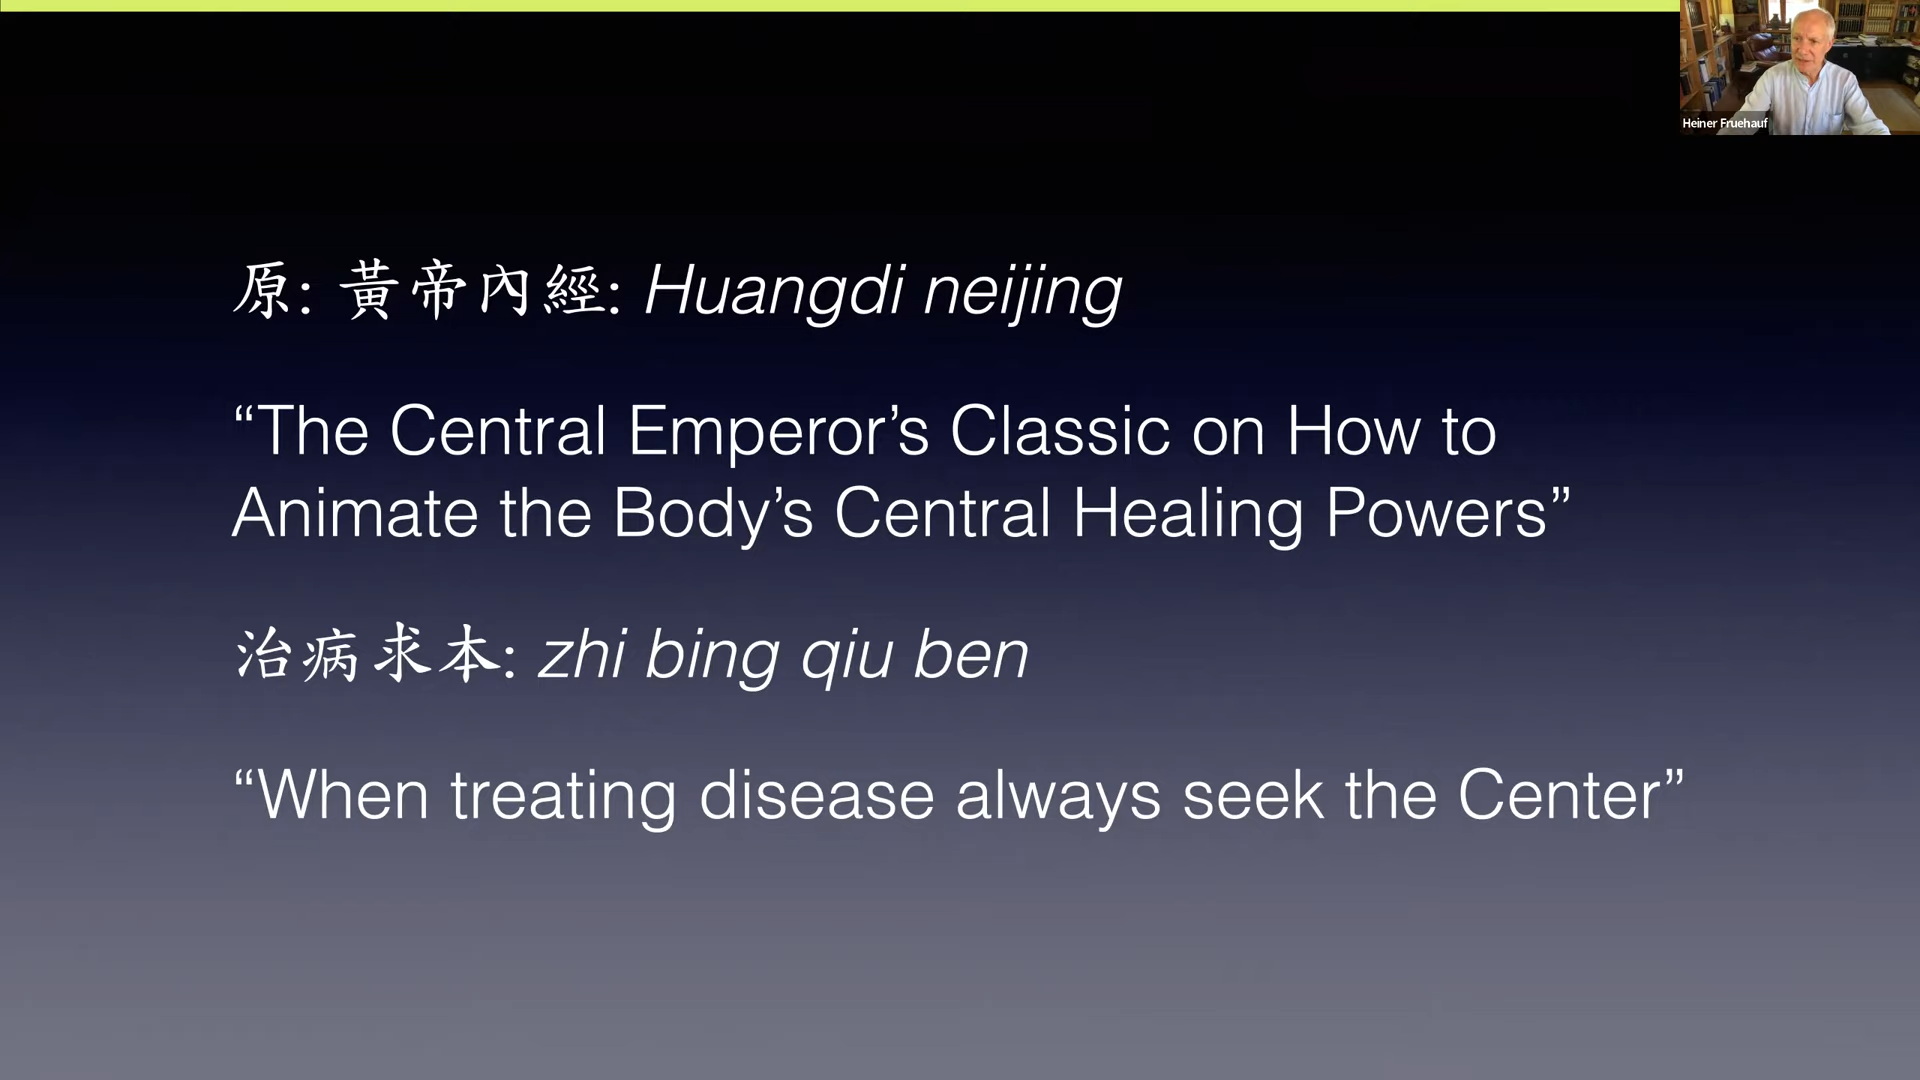 Heiner Fruehauf
原: 黃帝內經: Huangdi neijing
“The Central Emperor’s Classic on How to
Animate the Body’s Central Healing Powers”
治病求本: zhi bing qiu ben
“When treating disease always seek the Center”